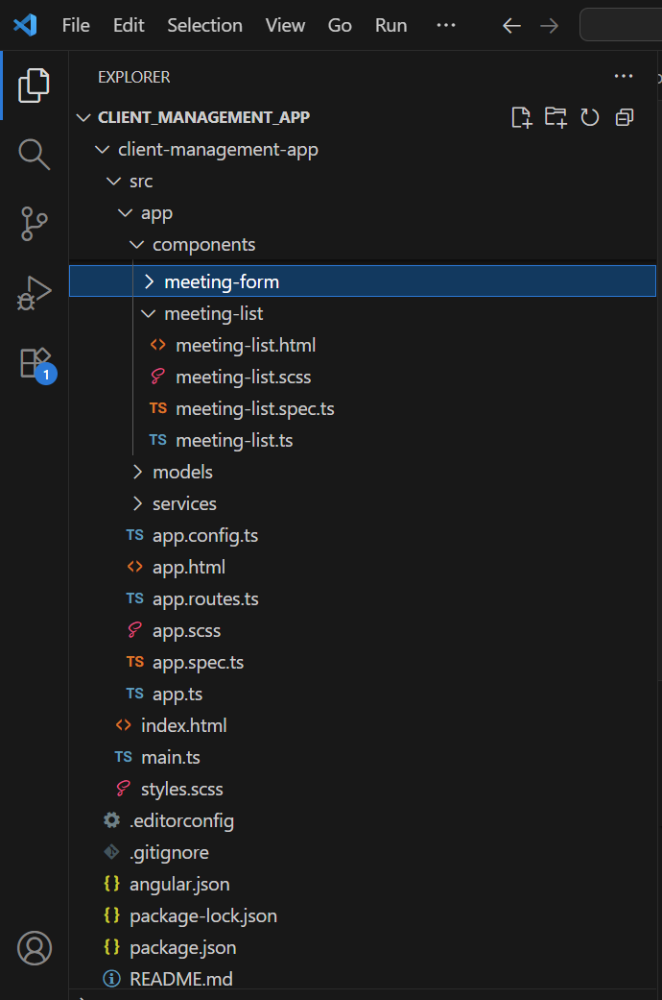 File Edit Selection View Go Run ···
EXPLORER ···
CLIENT_MANAGEMENT_APP
client-management-app
src
app
components
meeting-form
meeting-list
<> meeting-list.html
meeting-list.scss
TS meeting-list.spec.ts
TS meeting-list.ts
models
services
TS app.config.ts
<> app.html
TS app.routes.ts
app.scss
TS app.spec.ts
TS app.ts
<> index.html
TS main.ts
styles.scss
.editorconfig
.gitignore
{} angular.json
{} package-lock.json
{} package.json
README.md
1